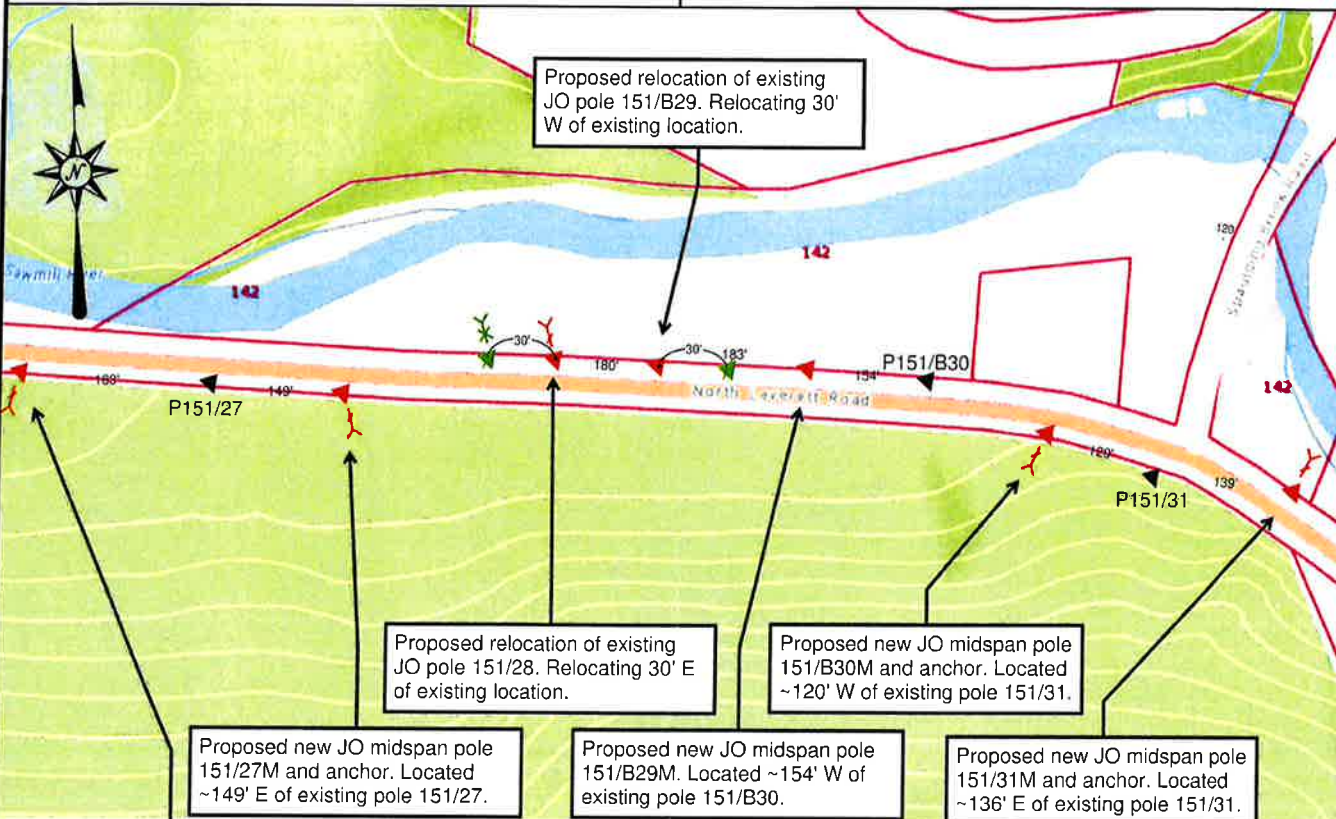 Proposed relocation of existing
JO pole 151/B29. Relocating 30'
W of existing location.
N
120
Spaulding Brook Road
Sawmill River
142
142
142
30'
180'
30'
183'
154'
P151/B30
North Leverett Road
149'
P151/27
139'
P151/31
Proposed relocation of existing
JO pole 151/28. Relocating 30' E
of existing location.
Proposed new JO midspan pole
151/B30M and anchor. Located
~120' W of existing pole 151/31.
Proposed new JO midspan pole
151/27M and anchor. Located
~149' E of existing pole 151/27.
Proposed new JO midspan pole
151/B29M. Located ~154' W of
existing pole 151/B30.
Proposed new JO midspan pole
151/31M and anchor. Located
~136' E of existing pole 151/31.